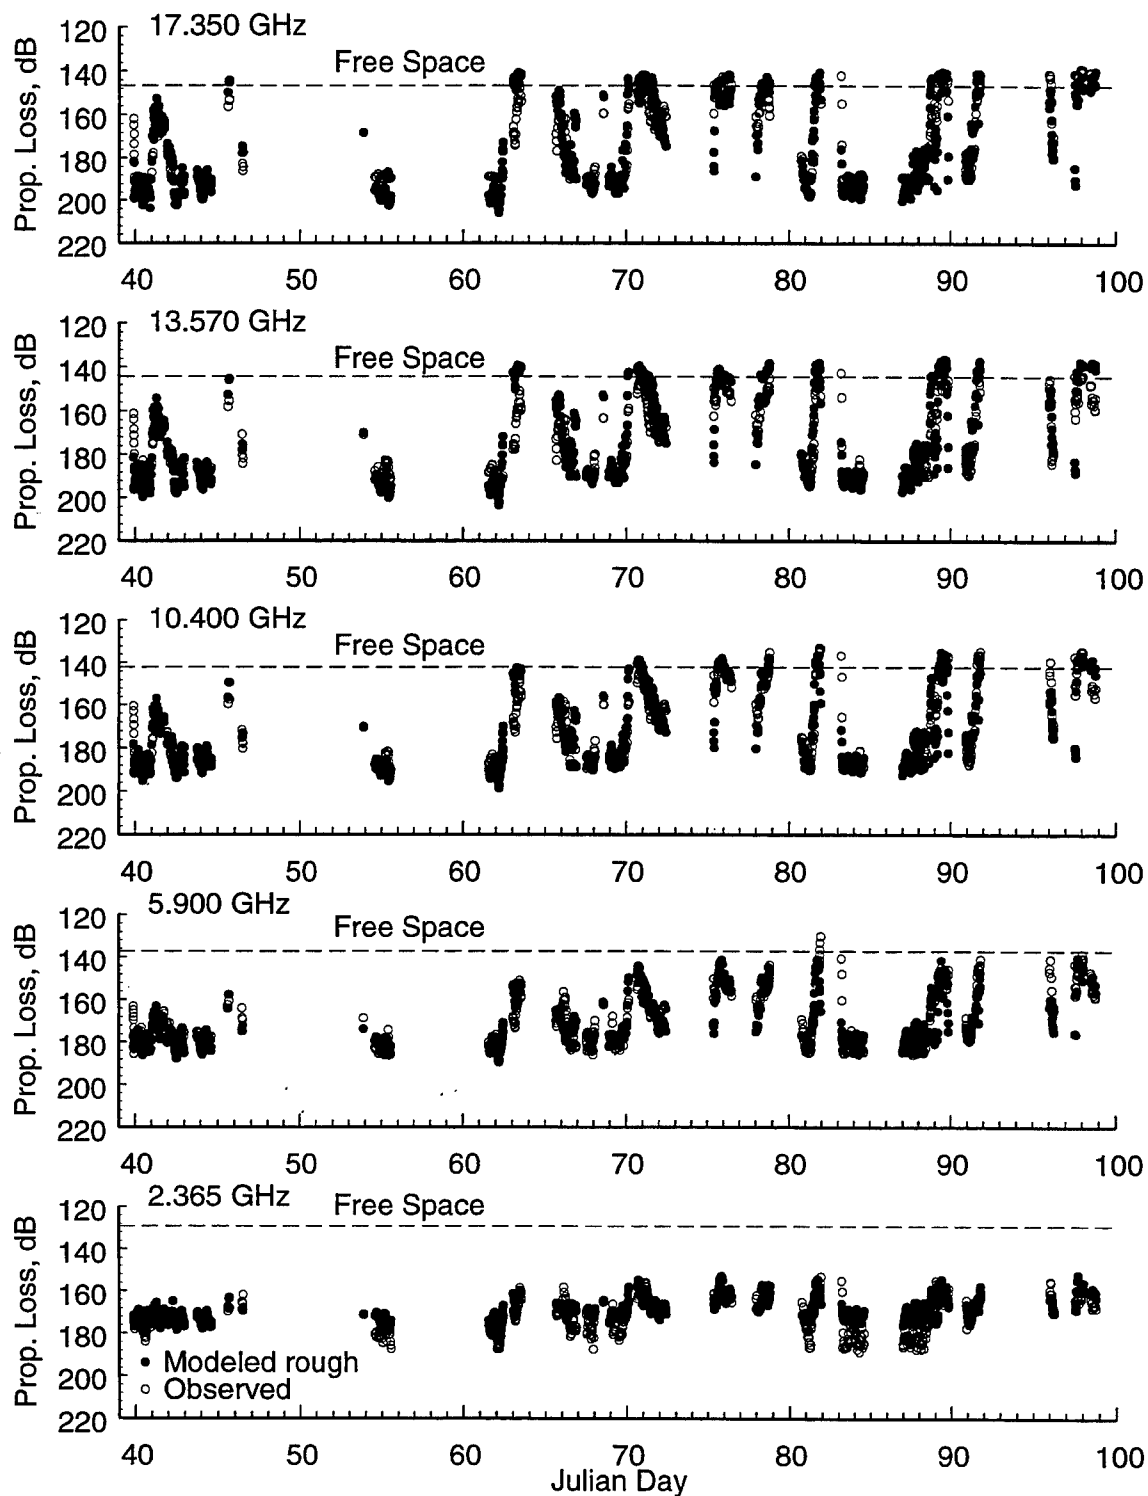 17.350 GHz
Free Space
Prop. Loss, dB
120
140
160
180
200
220
40 50 60 70 80 90 100
13.570 GHz
Free Space
Prop. Loss, dB
120
140
160
180
200
220
40 50 60 70 80 90 100
10.400 GHz
Free Space
Prop. Loss, dB
120
140
160
180
200
220
40 50 60 70 80 90 100
5.900 GHz
Free Space
Prop. Loss, dB
120
140
160
180
200
220
40 50 60 70 80 90 100
2.365 GHz
Free Space
Prop. Loss, dB
120
140
160
180
200
220
Modeled rough
Observed
40 50 60 70 80 90 100
Julian Day